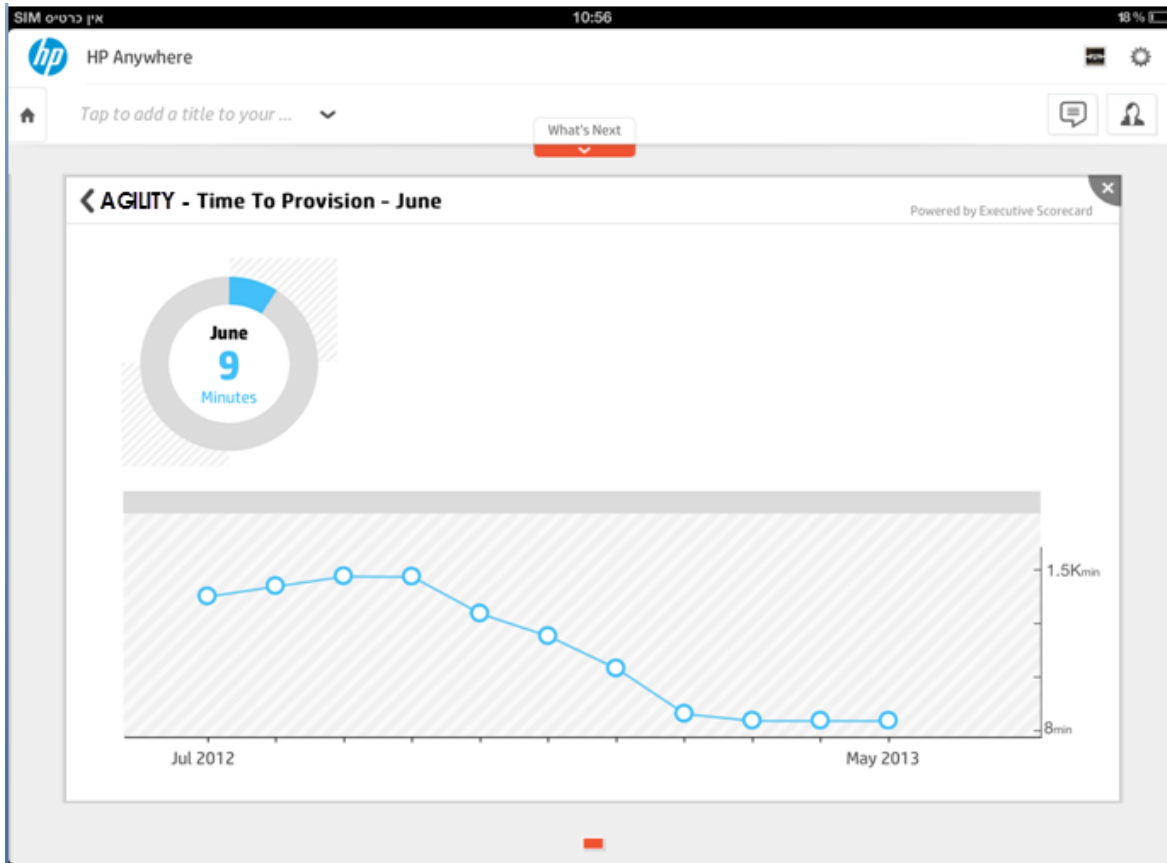 אין כרטיס SIM
10:56
18 %
hp
HP Anywhere
Tap to add a title to your ...
What's Next
AGILITY - Time To Provision - June
Powered by Executive Scorecard
June
9
Minutes
1.5Kmin
8min
Jul 2012
May 2013